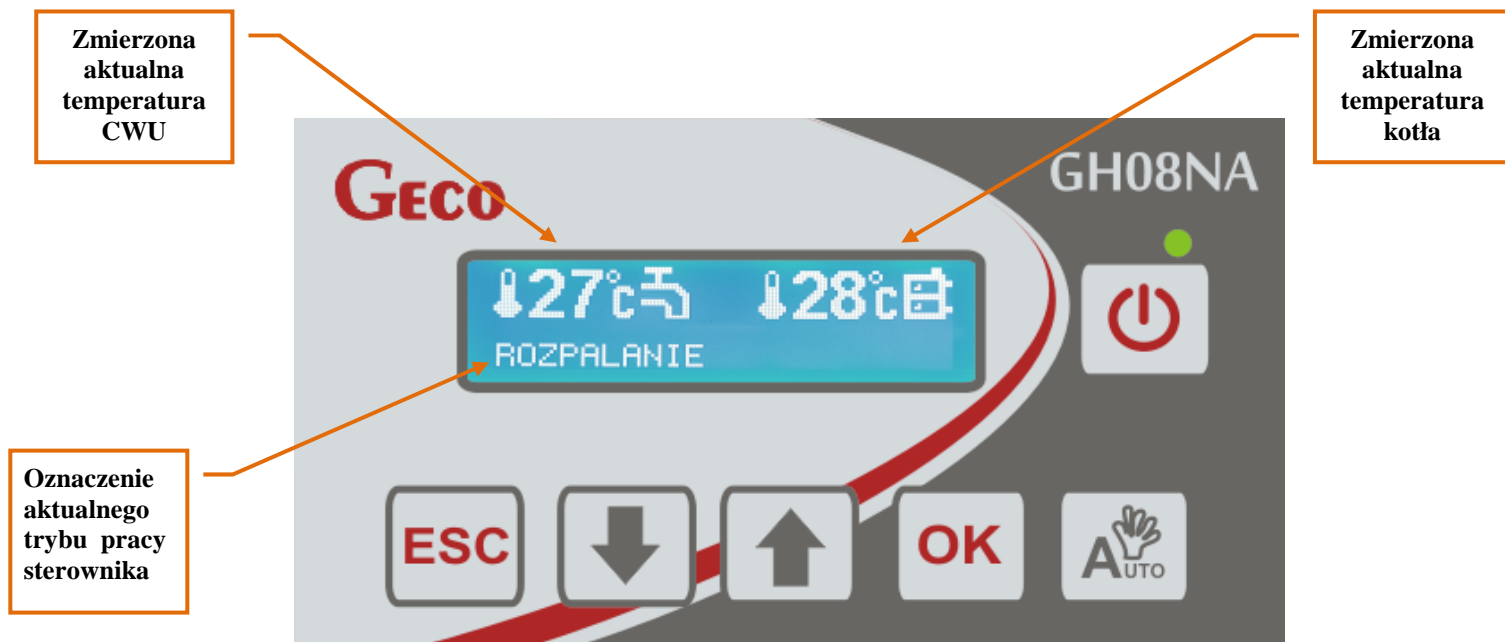 Zmierzona
aktualna
temperatura
CWU
Zmierzona
aktualna
temperatura
kotła
GECO
GH08NA
27°C
28°C
ROZPALANIE
Oznaczenie
aktualnego
trybu pracy
sterownika
ESC
OK
AUTO